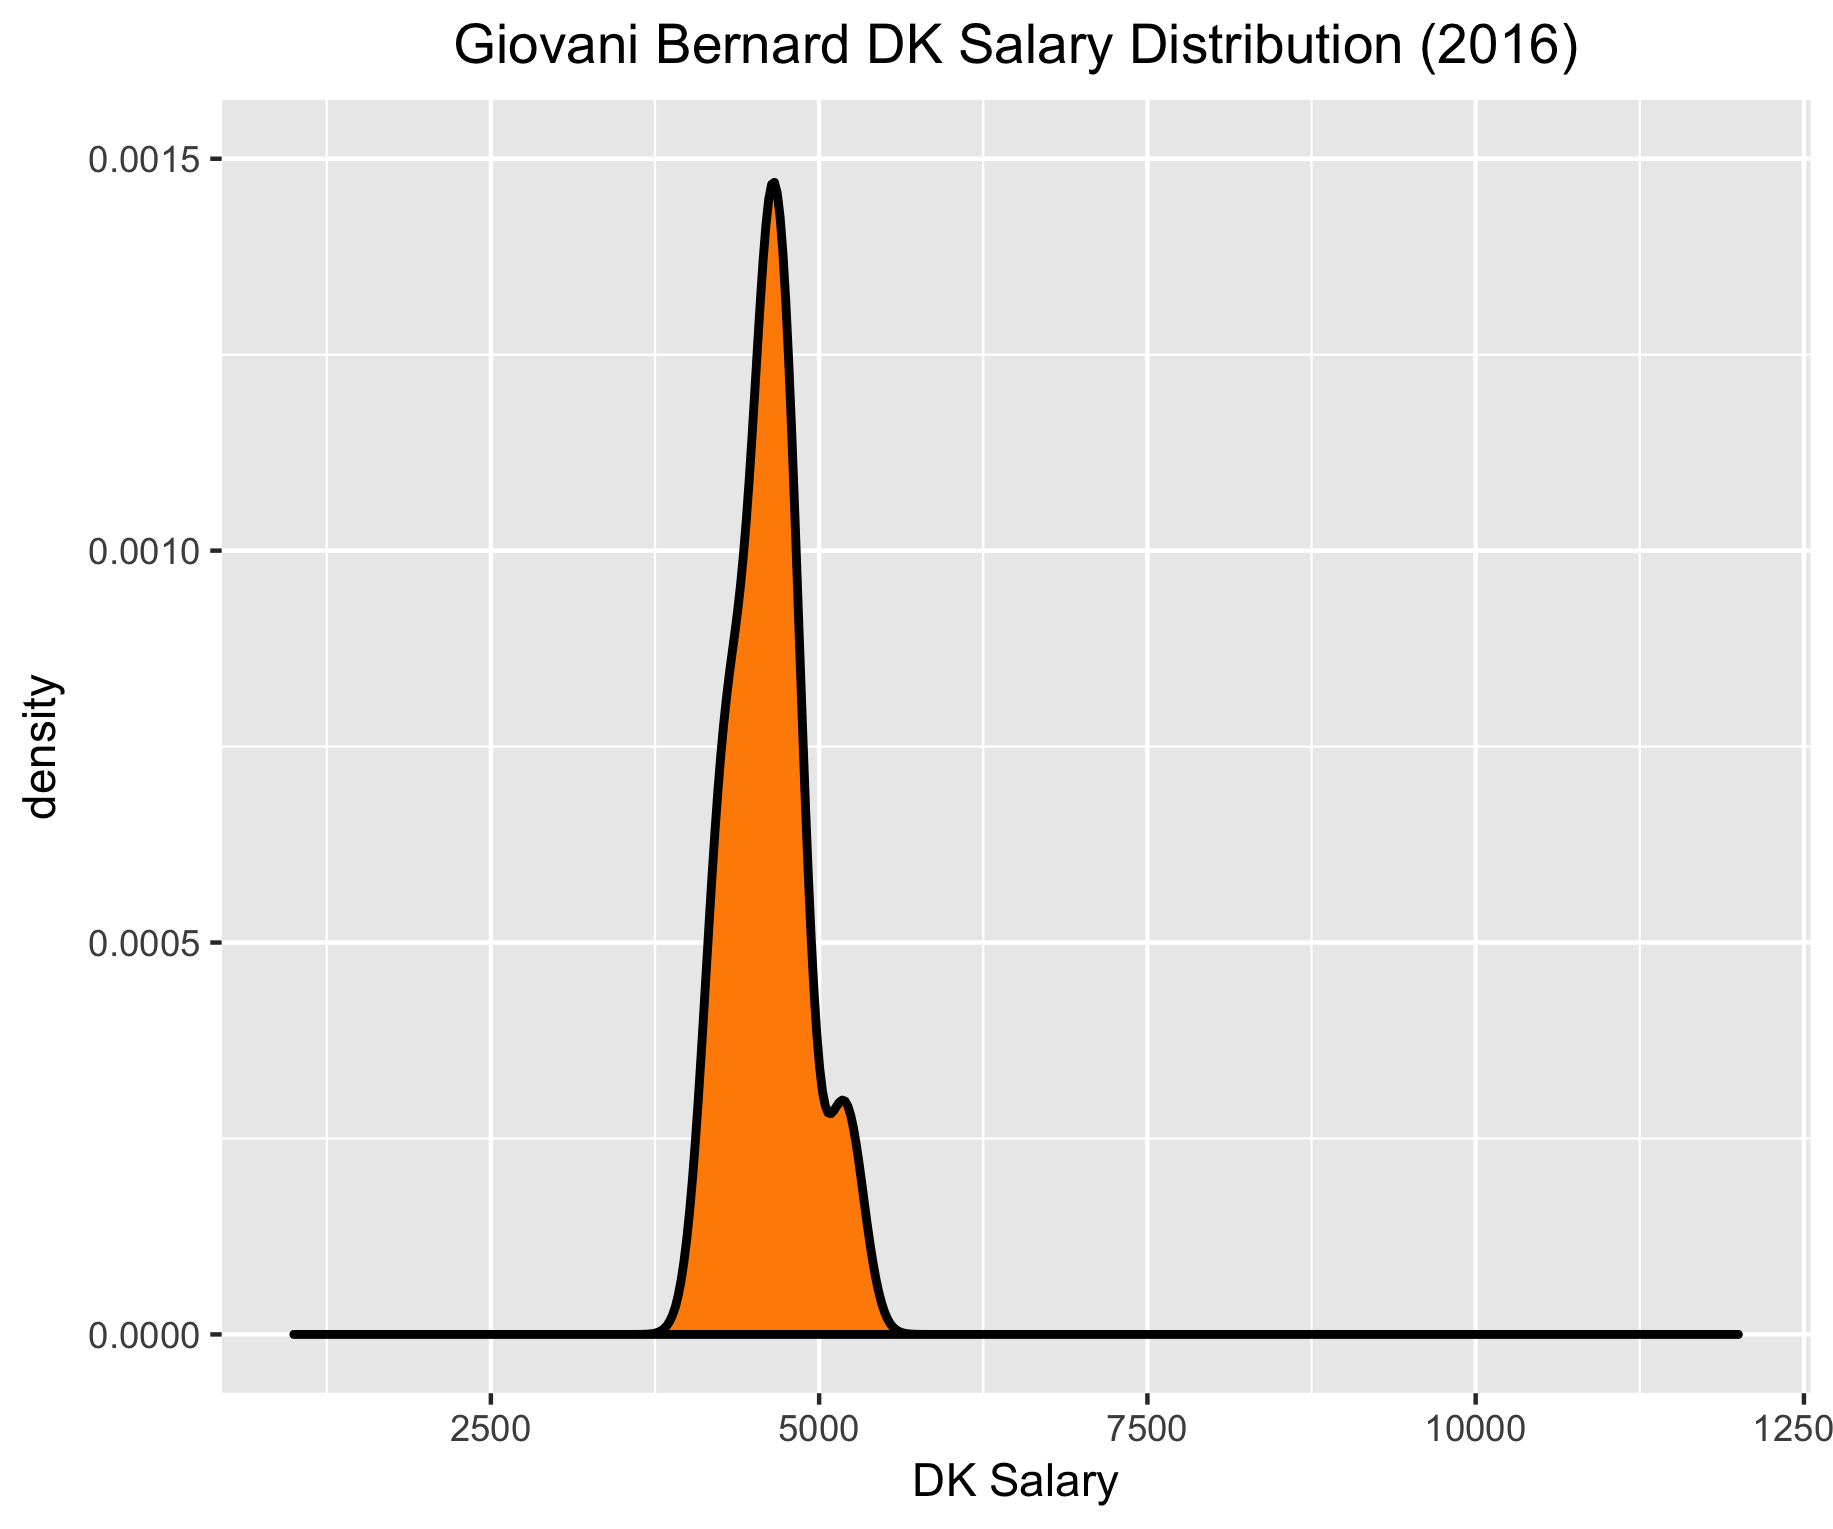 Giovani Bernard DK Salary Distribution (2016)
0.0015
0.0010
0.0005
0.0000
density
2500 5000 7500 10000 1250
DK Salary